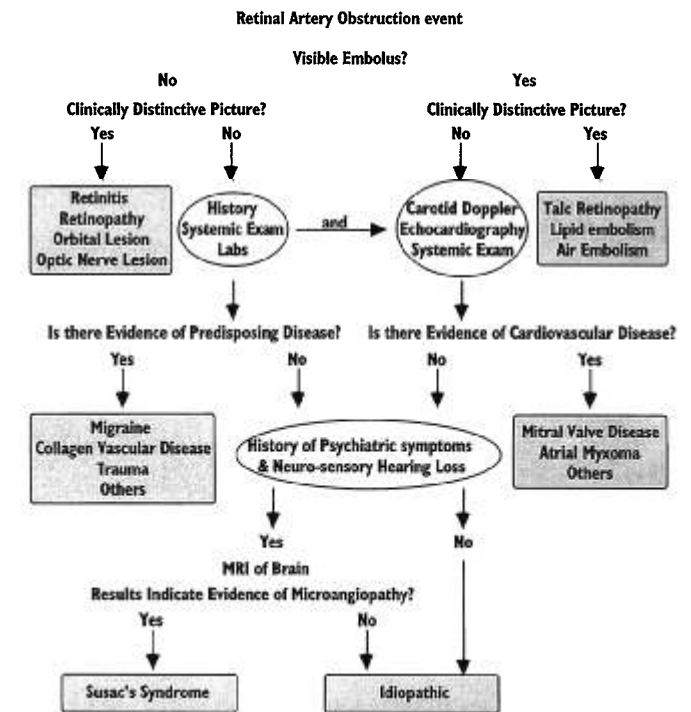 Retinal Artery Obstruction event
Visible Embolus?
No
Yes
Clinically Distinctive Picture?
Clinically Distinctive Picture?
Yes
No
No
Yes
Retinitis
Retinopathy
Orbital Lesion
Optic Nerve Lesion
History
Systemic Exam
Labs
and
Carotid Doppler
Echocardiography
Systemic Exam
Talc Retinopathy
Lipid embolism
Air Embolism
Is there Evidence of Predisposing Disease?
Is there Evidence of Cardiovascular Disease?
Yes
No
No
Yes
Migraine
Collagen Vascular Disease
Trauma
Others
History of Psychiatric symptoms
& Neuro-sensory Hearing Loss
Mitral Valve Disease
Atrial Myxoma
Others
Yes
No
MRI of Brain
Results Indicate Evidence of Microangiopathy?
Yes
No
Susac's Syndrome
Idiopathic